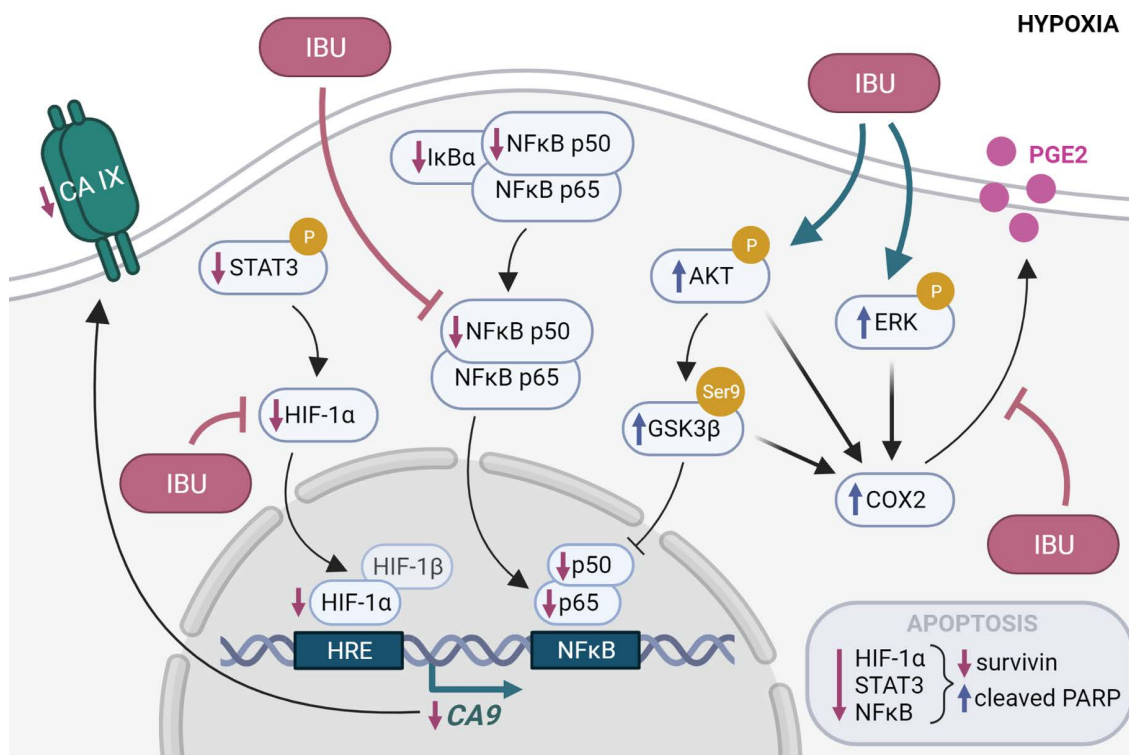 HYPOXIA
IBU
IBU
CA IX
IκBα
NFκB p50
NFκB p65
PGE2
P
STAT3
P
AKT
P
ERK
NFκB p50
NFκB p65
Ser9
GSK3β
HIF-1α
IBU
COX2
IBU
HIF-1β
HIF-1α
p50
p65
HRE
NFκB
CA9
APOPTOSIS
HIF-1α
STAT3
NFκB
survivin
cleaved PARP